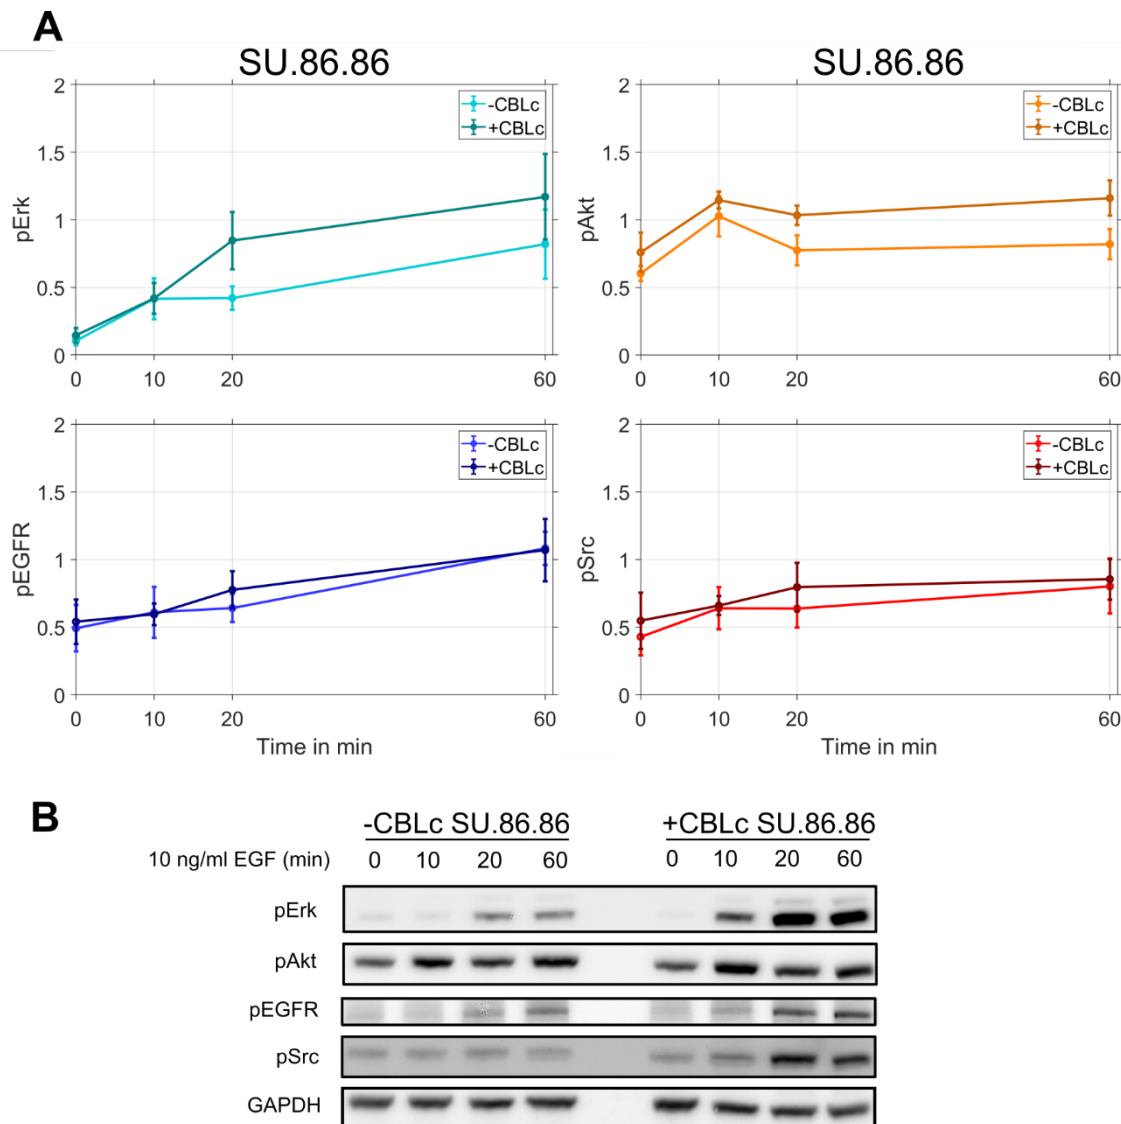 A
SU.86.86
2
1.5
1
0.5
0
pErk
0 10 20 60
-CBLc
+CBLc
SU.86.86
2
1.5
1
0.5
0
pAkt
0 10 20 60
-CBLc
+CBLc
2
1.5
1
0.5
0
pEGFR
0 10 20 60
Time in min
-CBLc
+CBLc
2
1.5
1
0.5
0
pSrc
0 10 20 60
Time in min
-CBLc
+CBLc
B
-CBLc SU.86.86 +CBLc SU.86.86
10 ng/ml EGF (min) 0 10 20 60 0 10 20 60
pErk
pAkt
pEGFR
pSrc
GAPDH